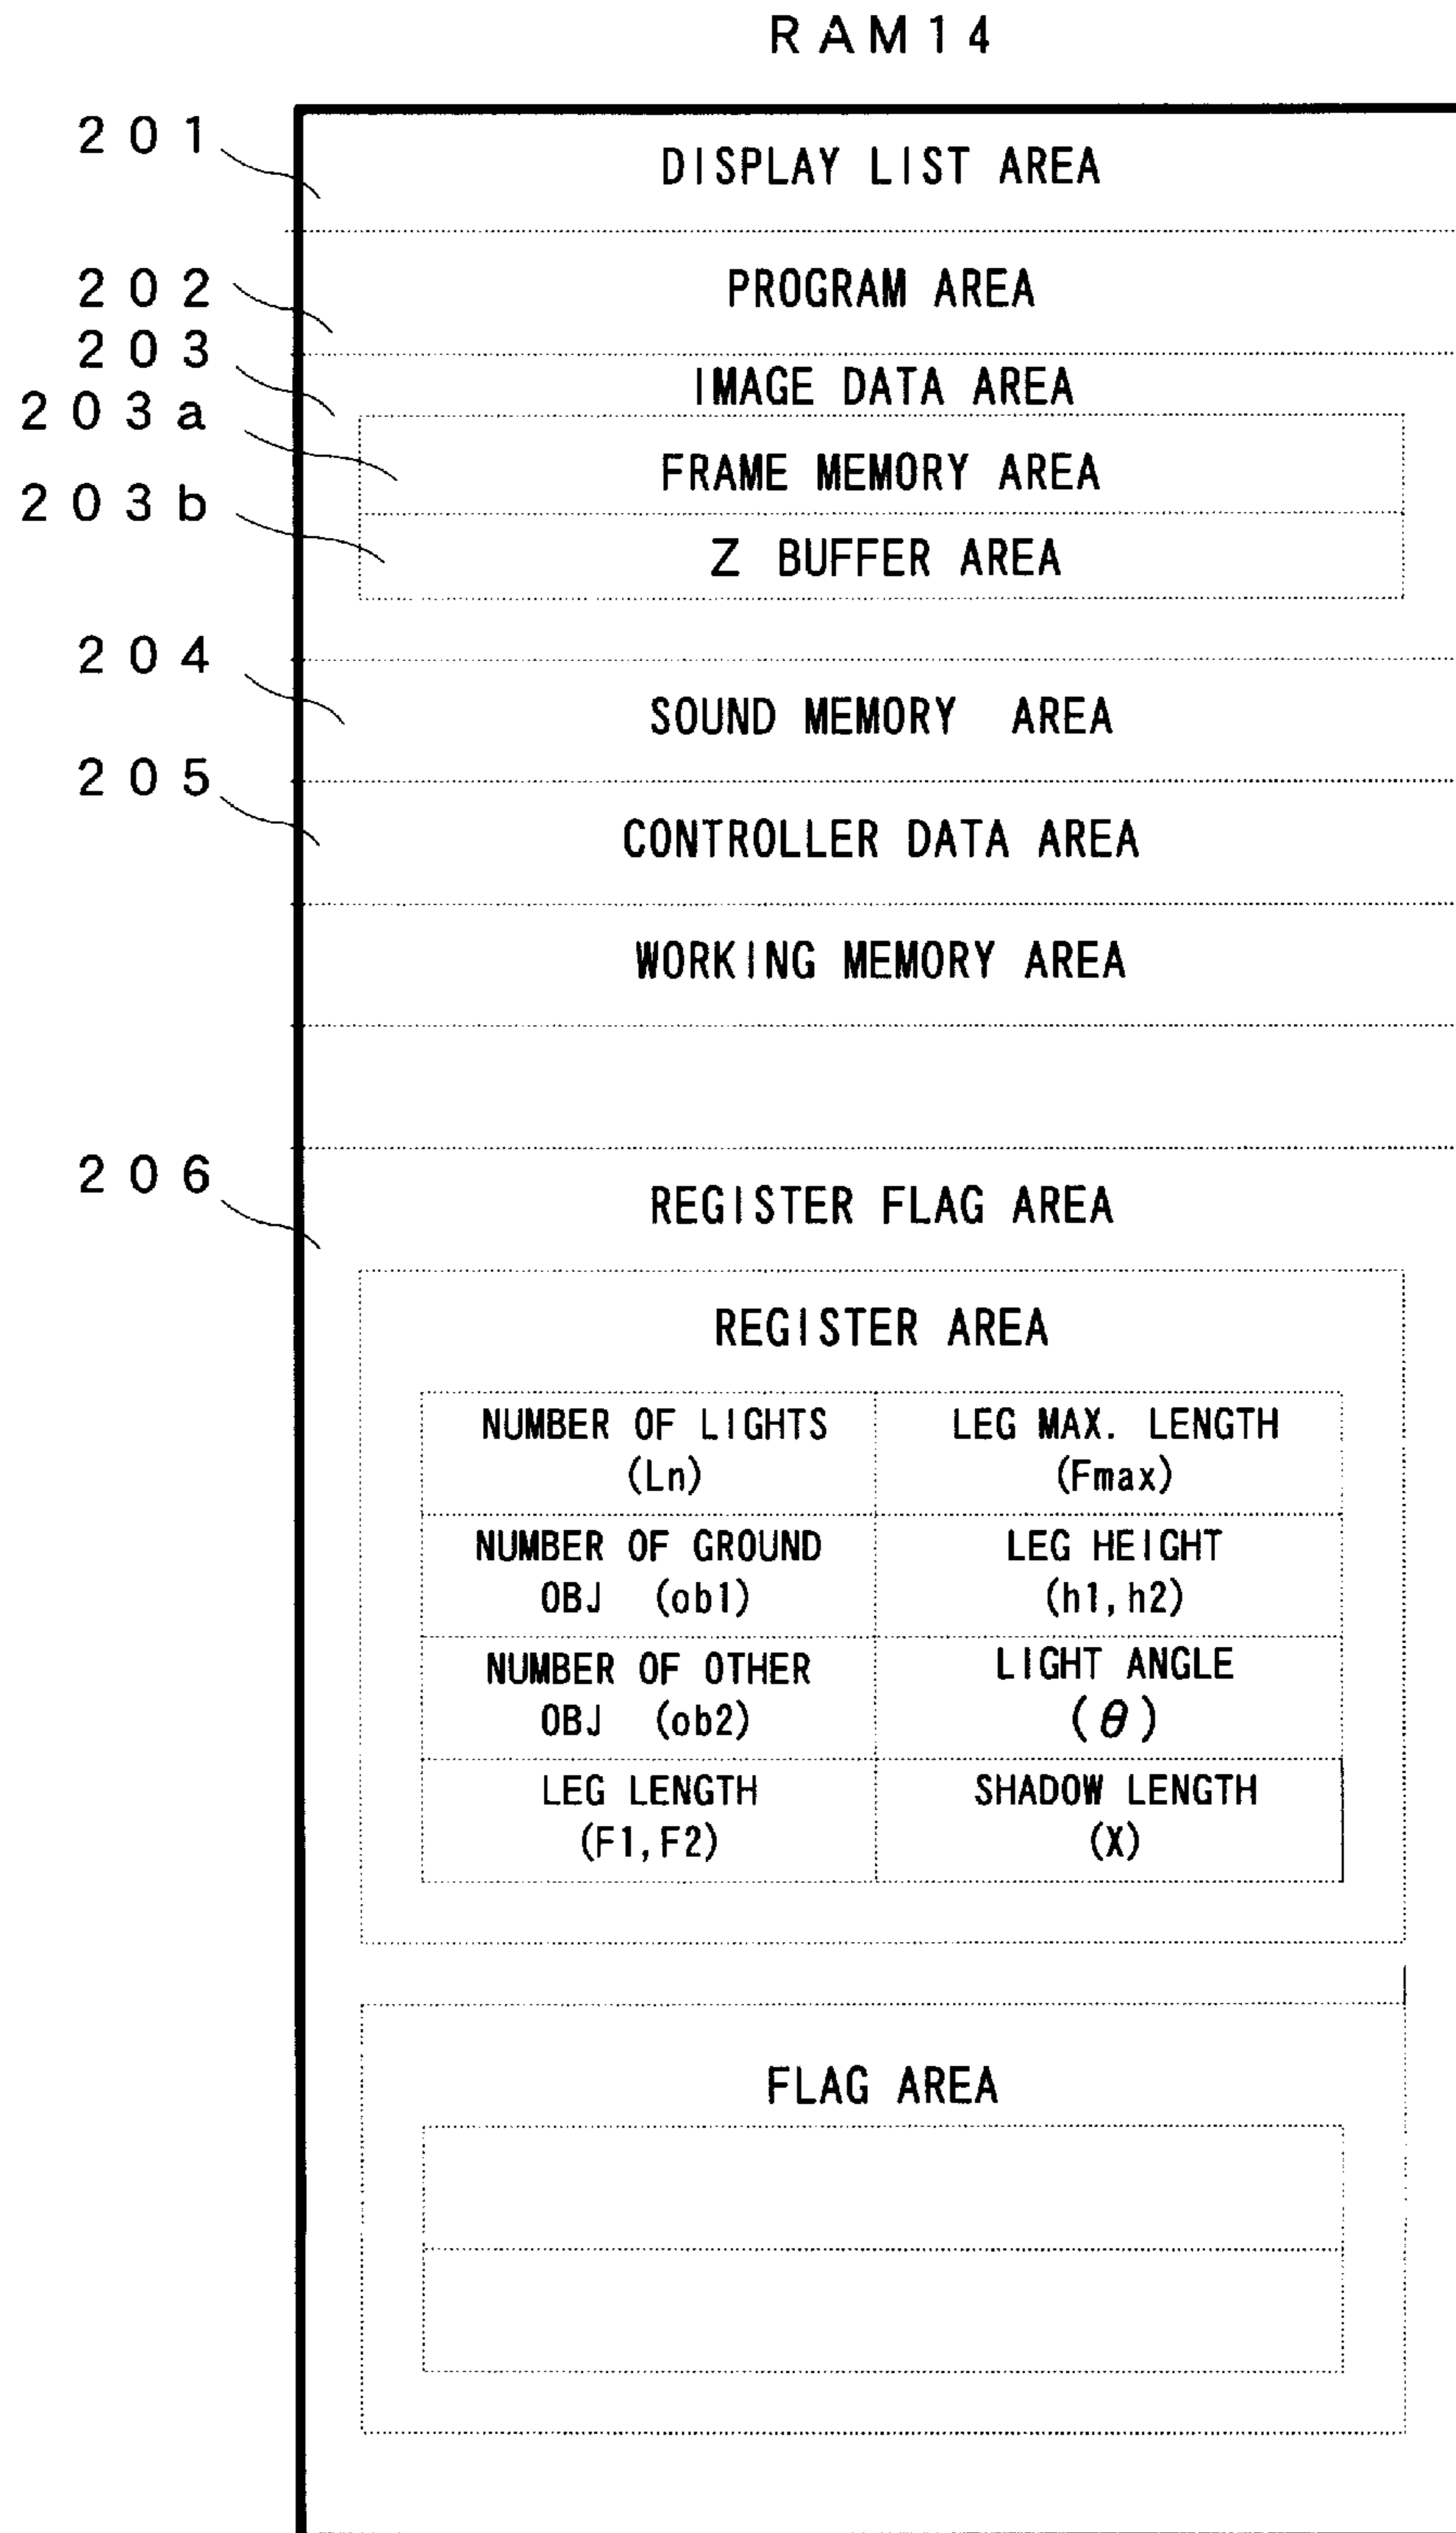 RAM14
201
DISPLAY LIST AREA
202
PROGRAM AREA
203
IMAGE DATA AREA
203a
FRAME MEMORY AREA
203b
Z BUFFER AREA
204
SOUND MEMORY AREA
205
CONTROLLER DATA AREA
WORKING MEMORY AREA
206
REGISTER FLAG AREA
REGISTER AREA
NUMBER OF LIGHTS
(Ln)
LEG MAX. LENGTH
(Fmax)
NUMBER OF GROUND
OBJ (ob1)
LEG HEIGHT
(h1,h2)
NUMBER OF OTHER
OBJ (ob2)
LIGHT ANGLE
(θ)
LEG LENGTH
(F1,F2)
SHADOW LENGTH
(X)
FLAG AREA